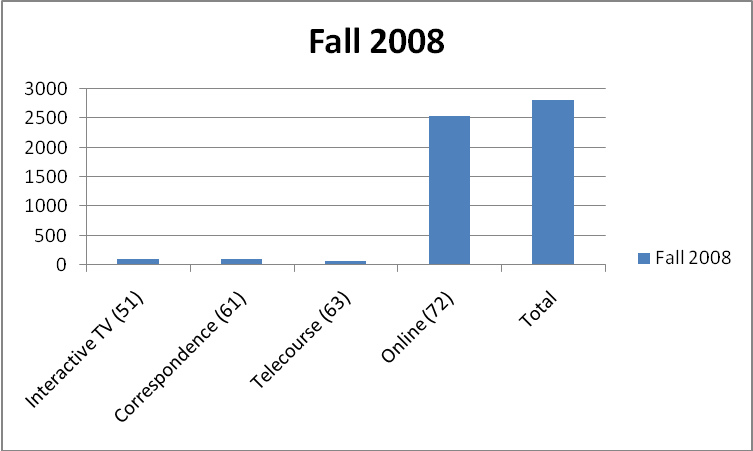 Fall 2008
3000
2500
2000
1500
1000
500
0
Fall 2008
Interactive TV (51)
Correspondence (61)
Telecourse (63)
Online (72)
Total